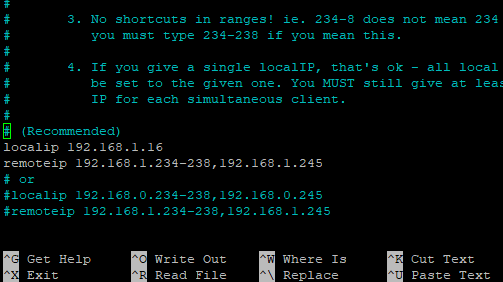 #
# 3. No shortcuts in ranges! ie. 234-8 does not mean 234
# you must type 234-238 if you mean this.
#
# 4. If you give a single localIP, that's ok - all local
# be set to the given one. You MUST still give at leas
# IP for each simultaneous client.
#
# (Recommended)
localip 192.168.1.16
remoteip 192.168.1.234-238,192.168.1.245
# or
#localip 192.168.0.234-238,192.168.0.245
#remoteip 192.168.1.234-238,192.168.1.245
^G Get Help ^O Write Out ^W Where Is ^K Cut Text
^X Exit ^R Read File ^\ Replace ^U Paste Text